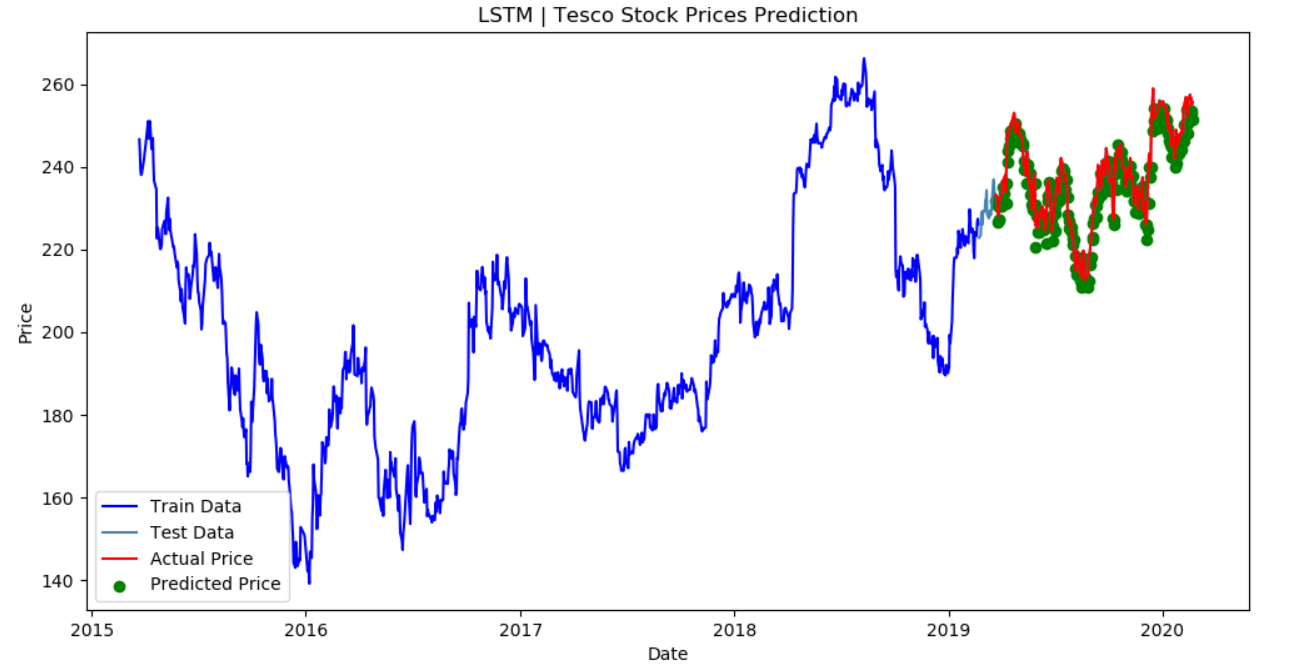 LSTM | Tesco Stock Prices Prediction
260
240
220
200
180
160
140
Price
Train Data
Test Data
Actual Price
Predicted Price
2015
2016
2017
2018
2019
2020
Date